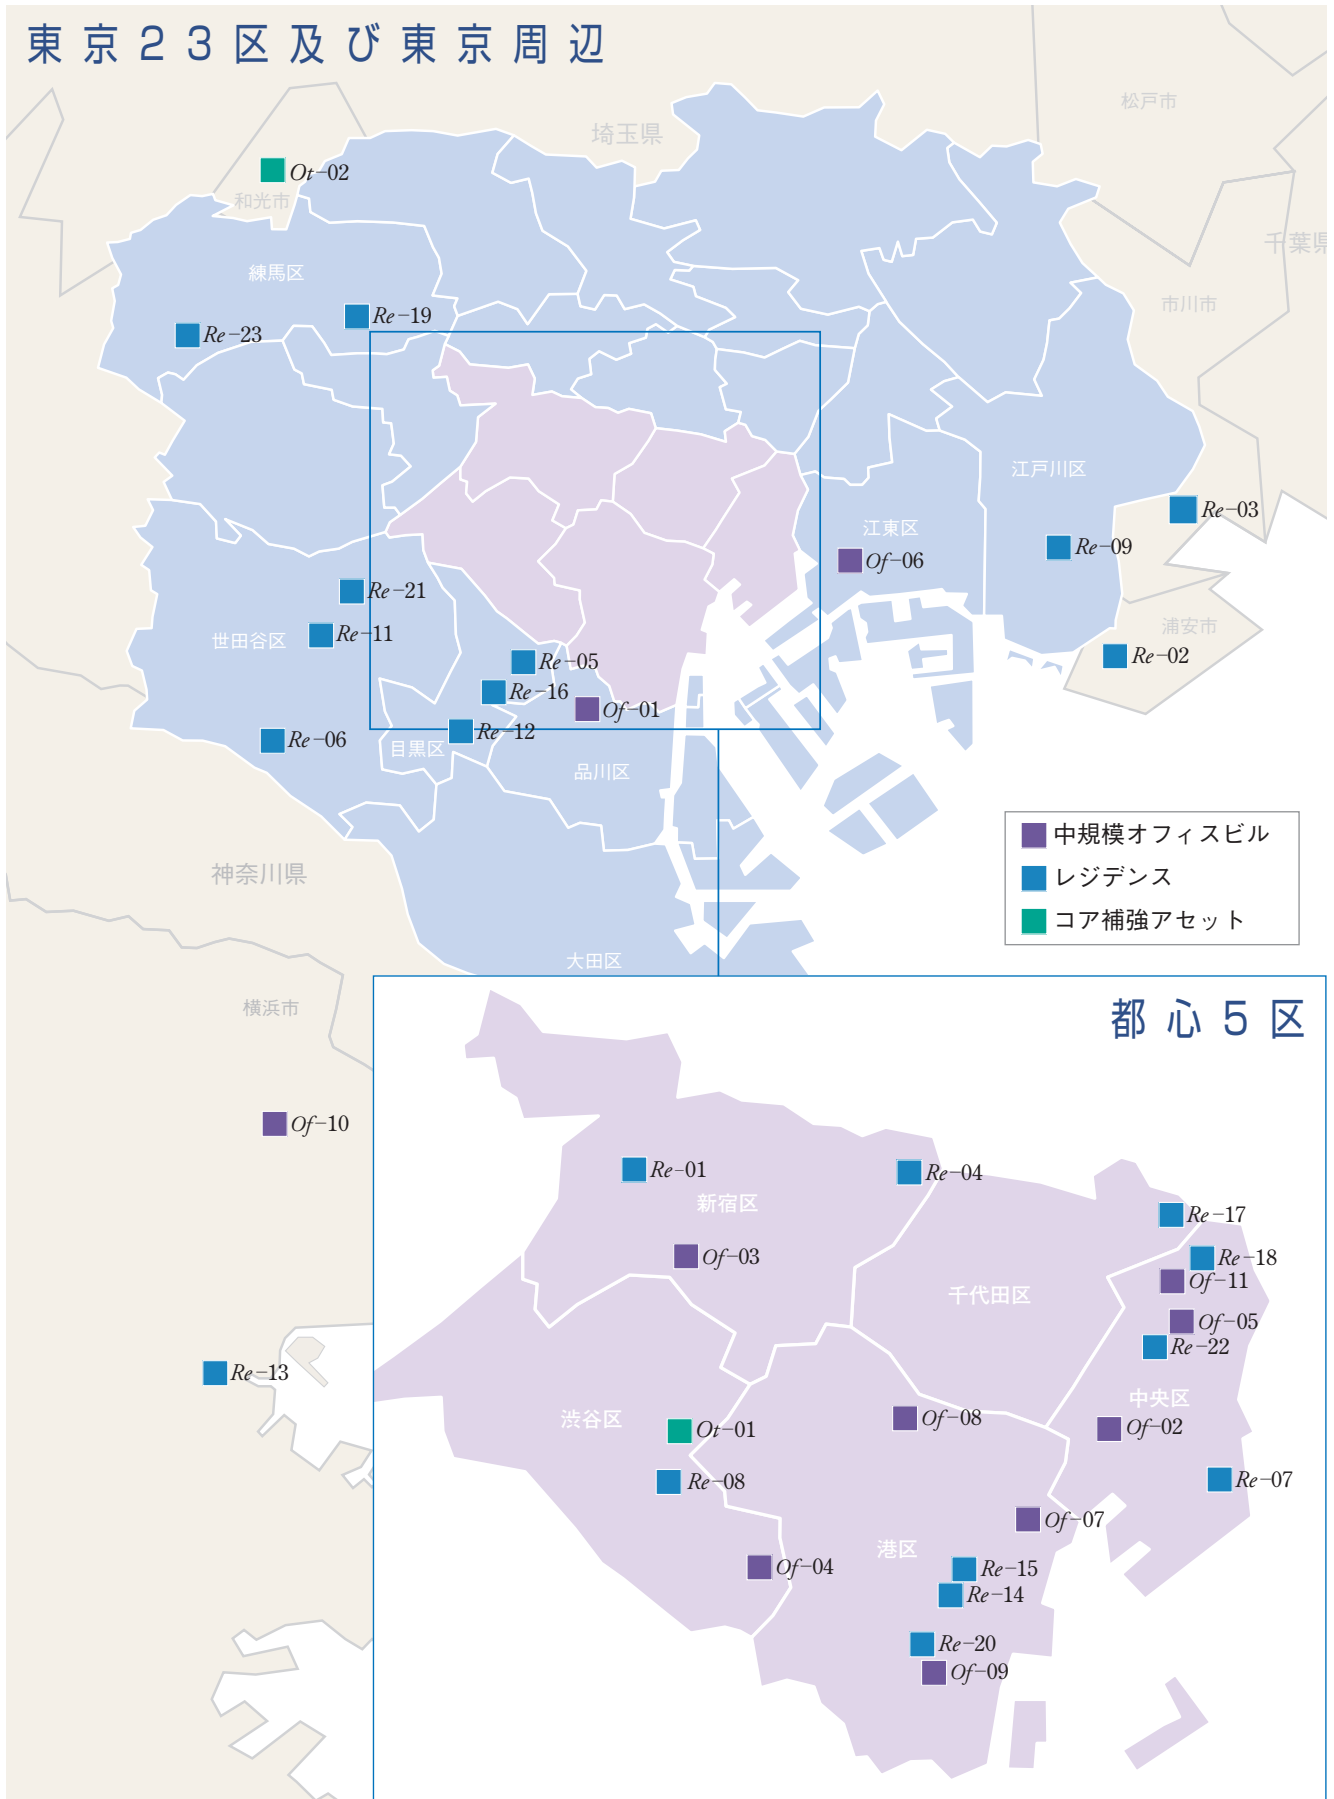 東京23区及び東京周辺
松戸市
埼玉県
Ot-02
和光市
千葉県
練馬区
市川市
Re-19
Re-23
江戸川区
Re-03
江東区
Re-09
Of-06
Re-21
浦安市
世田谷区
Re-11
Re-02
Re-05
Re-16
Of-01
Re-12
Re-06
目黒区
品川区
中規模オフィスビル
レジデンス
コア補強アセット
神奈川県
大田区
横浜市
都心5区
Of-10
Re-01
Re-04
新宿区
Re-17
Of-03
Re-18
Of-11
千代田区
Of-05
Re-22
Re-13
中央区
渋谷区
Of-08
Of-02
Ot-01
Re-08
Re-07
Of-07
港区
Of-04
Re-15
Re-14
Re-20
Of-09